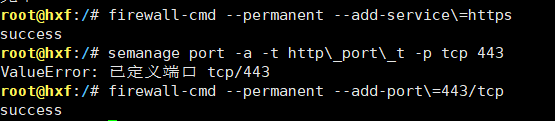 root@hxf:/# firewall-cmd --permanent --add-service\=https
success
root@hxf:/# semanage port -a -t http\_port\_t -p tcp 443
ValueError: 已定义端口 tcp/443
root@hxf:/# firewall-cmd --permanent --add-port\=443/tcp
success